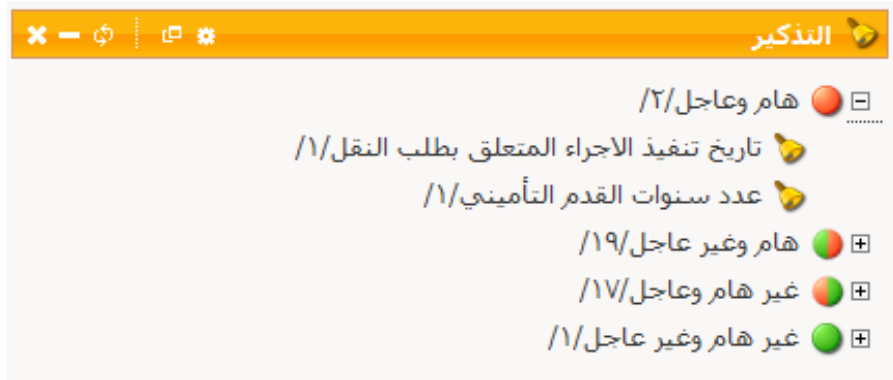 التذكير
هام وعاجل/٢/
تاريخ تنفيذ الاجراء المتعلق بطلب النقل/١/
عدد سنوات القدم التأميني/١/
هام وغير عاجل/١٩/
غير هام وعاجل/١٧/
غير هام وغير عاجل/١/